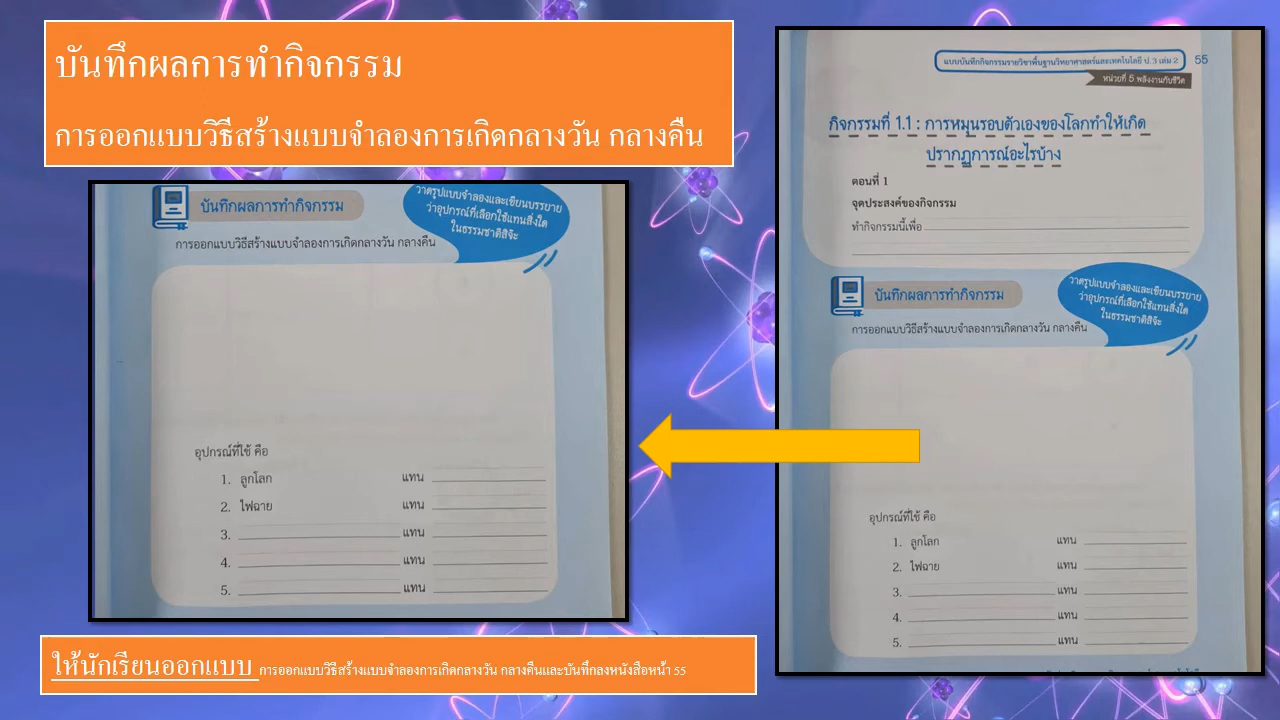 บันทึกผลการทำกิจกรรม
การออกแบบวิธีสร้างแบบจำลองการเกิดกลางวัน กลางคืน
บันทึกผลการทำกิจกรรม
วาดรูปแบบจำลองและเขียนบรรยาย
ว่าอุปกรณ์ที่เลือกใช้แทนสิ่งใด
ในธรรมชาติสิจ๊ะ
การออกแบบวิธีสร้างแบบจำลองการเกิดกลางวัน กลางคืน
อุปกรณ์ที่ใช้ คือ
1. ลูกโลก แทน
2. ไฟฉาย แทน
3. แทน
4. แทน
5. แทน
ให้นักเรียนออกแบบ การออกแบบวิธีสร้างแบบจำลองการเกิดกลางวัน กลางคืนและบันทึกลงหนังสือหน้า 55
แบบบันทึกกิจกรรมรายวิชาพื้นฐานวิทยาศาสตร์และเทคโนโลยี ป.3 เล่ม 2 55
หน่วยที่ 5 พลังงานกับชีวิต
กิจกรรมที่ 1.1 : การหมุนรอบตัวเองของโลกทำให้เกิด
ปรากฏการณ์อะไรบ้าง
ตอนที่ 1
จุดประสงค์ของกิจกรรม
ทำกิจกรรมนี้เพื่อ
บันทึกผลการทำกิจกรรม
วาดรูปแบบจำลองและเขียนบรรยาย
ว่าอุปกรณ์ที่เลือกใช้แทนสิ่งใด
ในธรรมชาติสิจ๊ะ
การออกแบบวิธีสร้างแบบจำลองการเกิดกลางวัน กลางคืน
อุปกรณ์ที่ใช้ คือ
1. ลูกโลก แทน
2. ไฟฉาย แทน
3. แทน
4. แทน
5. แทน